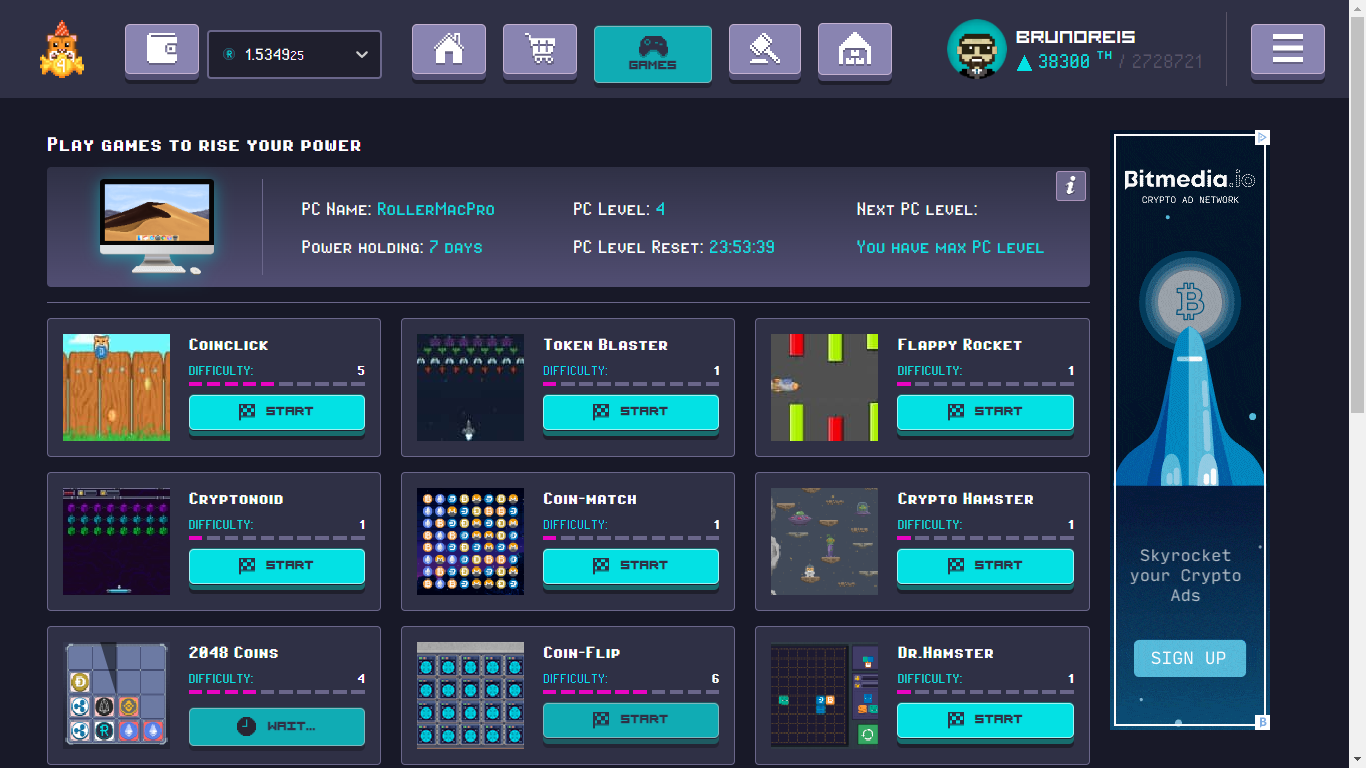 1.534925
GAMES
BRUNOREIS
38300 TH / 2728721
PLAY GAMES TO RISE YOUR POWER
PC NAME: ROLLERMACPRO
PC LEVEL: 4
NEXT PC LEVEL:
POWER HOLDING: 7 DAYS
PC LEVEL RESET: 23:53:39
YOU HAVE MAX PC LEVEL
i
COINCLICK
DIFFICULTY: 5
START
TOKEN BLASTER
DIFFICULTY: 1
START
FLAPPY ROCKET
DIFFICULTY: 1
START
CRYPTONOID
DIFFICULTY: 1
START
COIN-MATCH
DIFFICULTY: 1
START
CRYPTO HAMSTER
DIFFICULTY: 1
START
2048 COINS
DIFFICULTY: 4
WAIT...
COIN-FLIP
DIFFICULTY: 6
START
DR.HAMSTER
DIFFICULTY: 1
START
Bitmedia.io
CRYPTO AD NETWORK
Skyrocket
your Crypto
Ads
SIGN UP